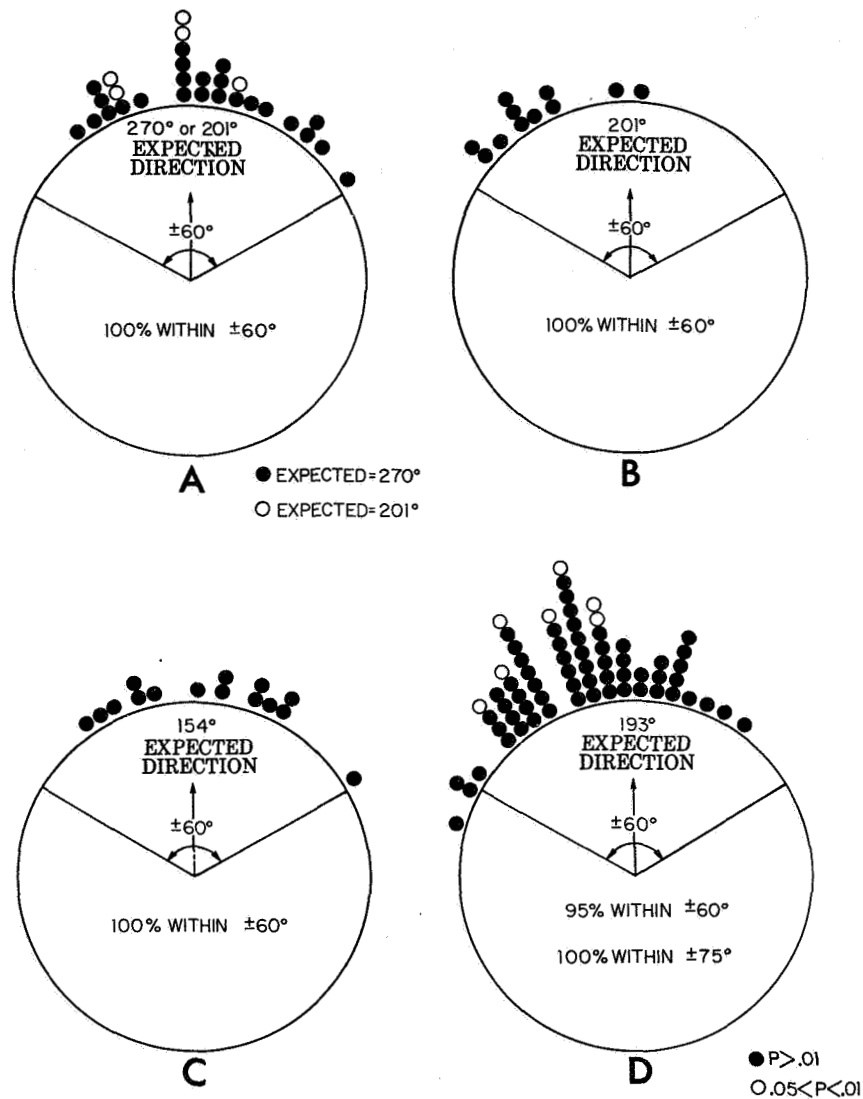 270° or 201°
EXPECTED
DIRECTION
±60°
100% WITHIN ±60°
A
201°
EXPECTED
DIRECTION
±60°
100% WITHIN ±60°
B
● EXPECTED=270°
○ EXPECTED=201°
154°
EXPECTED
DIRECTION
±60°
100% WITHIN ±60°
C
193°
EXPECTED
DIRECTION
±60°
95% WITHIN ±60°
100% WITHIN ±75°
D
● P>.01
○ .05<P<.01